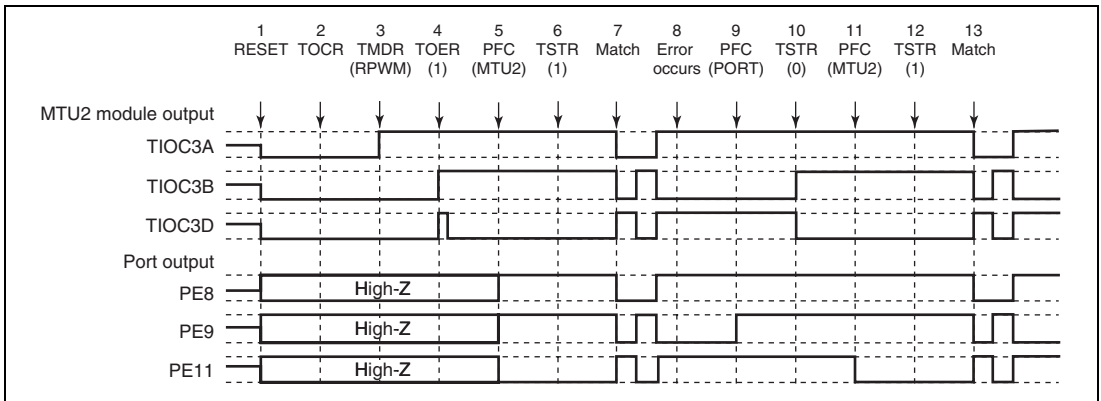 1 2 3 4 5 6 7 8 9 10 11 12 13
RESET TOCR TMDR TOER PFC TSTR Match Error PFC TSTR PFC TSTR Match
(RPWM) (1) (MTU2) (1) occurs (PORT) (0) (MTU2) (1)
MTU2 module output
TIOC3A
TIOC3B
TIOC3D
Port output
PE8 High-Z
PE9 High-Z
PE11 High-Z